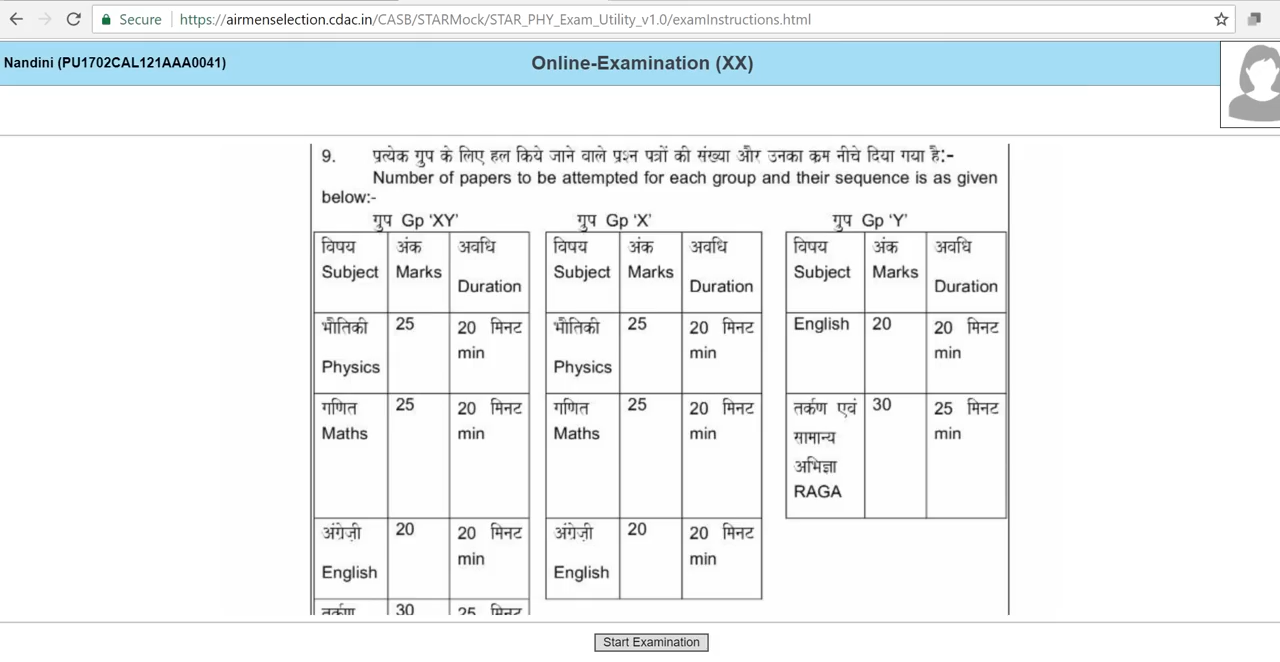 Secure
https://airmenselection.cdac.in/CASB/STARMock/STAR_PHY_Exam_Utility_v1.0/examInstructions.html
Nandini (PU1702CAL121AAA0041)
Online-Examination (XX)
9. प्रत्येक गुप के लिए हल किये जाने वाले प्रश्न पत्रों की संख्या और उनका कम नीचे दिया गया है:-
Number of papers to be attempted for each group and their sequence is as given
below:-
गुप Gp 'XY'
विषय अंक अवधि
Subject Marks
Duration
भौतिकी 25 20 मिनट
min
Physics
गणित 25 20 मिनट
Maths min
अंग्रेज़ी 20 20 मिनट
min
English
तर्कण 30 25 मिनट
गुप Gp 'X'
विषय अंक अवधि
Subject Marks
Duration
भौतिकी 25 20 मिनट
min
Physics
गणित 25 20 मिनट
Maths min
अंग्रेज़ी 20 20 मिनट
min
English
गुप Gp 'Y'
विषय अंक अवधि
Subject Marks
Duration
English 20 20 मिनट
min
तर्कण एवं 30 25 मिनट
सामान्य min
अभिज्ञा
RAGA
Start Examination